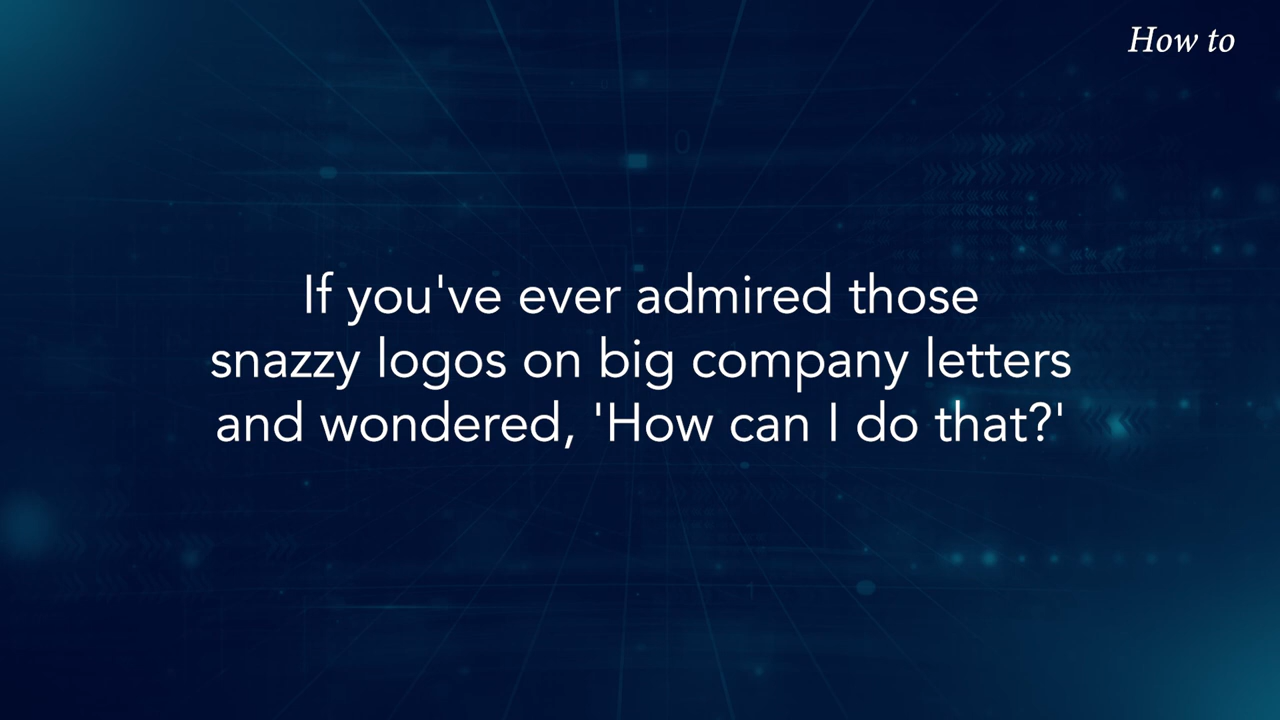 How to
If you've ever admired those
snazzy logos on big company letters
and wondered, 'How can I do that?'